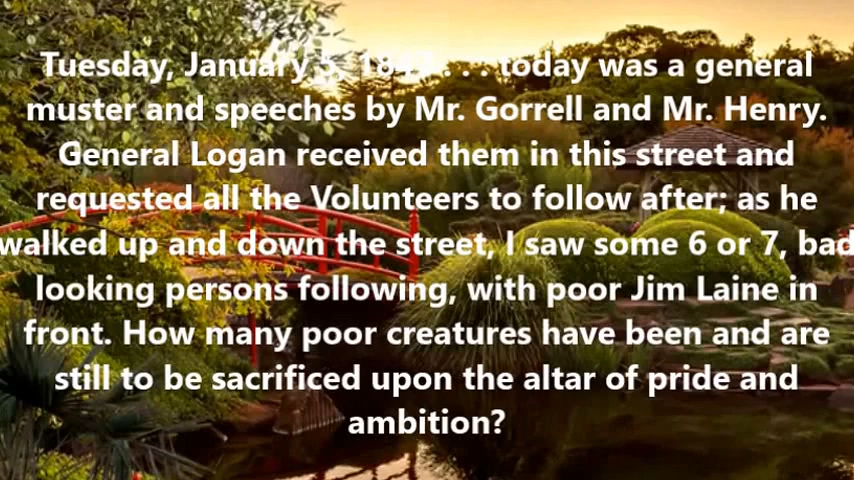 Tuesday, January 5, . . . today was a general
muster and speeches by Mr. Gorrell and Mr. Henry.
General Logan received them in this street and
requested all the Volunteers to follow after; as he
walked up and down the street, I saw some 6 or 7, bad
looking persons following, with poor Jim Laine in
front. How many poor creatures have been and are
still to be sacrificed upon the altar of pride and
ambition?